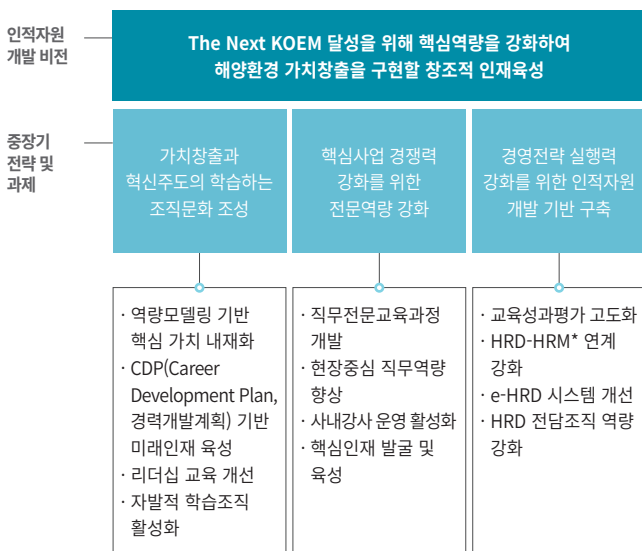 인적자원
개발 비전
The Next KOEM 달성을 위해 핵심역량을 강화하여
해양환경 가치창출을 구현할 창조적 인재육성
중장기
전략 및
과제
가치창출과
혁신주도의 학습하는
조직문화 조성
핵심사업 경쟁력
강화를 위한
전문역량 강화
경영전략 실행력
강화를 위한 인적자원
개발 기반 구축
· 역량모델링 기반
핵심 가치 내재화
· CDP(Career
Development Plan,
경력개발계획) 기반
미래인재 육성
· 리더십 교육 개선
· 자발적 학습조직
활성화
· 직무전문교육과정
개발
· 현장중심 직무역량
향상
· 사내강사 운영 활성화
· 핵심인재 발굴 및
육성
· 교육성과평가 고도화
· HRD-HRM* 연계
강화
· e-HRD 시스템 개선
· HRD 전담조직 역량
강화